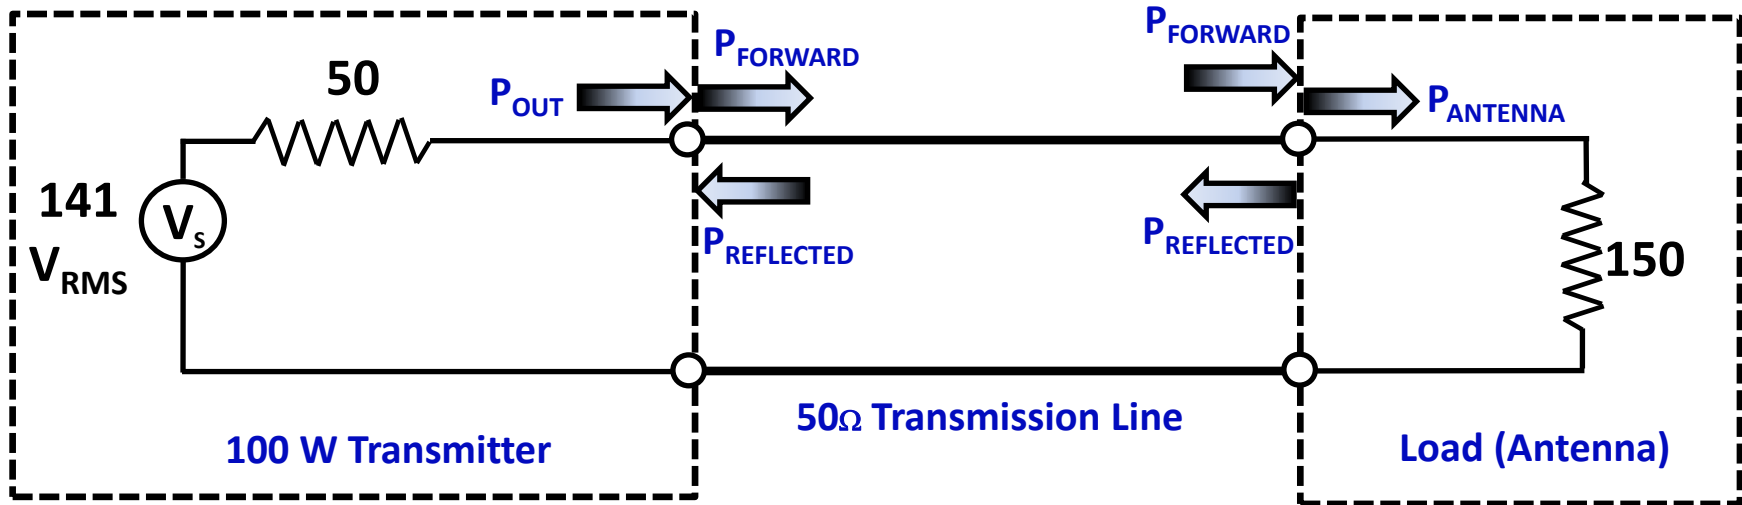 P_FORWARD
P_FORWARD
50
P_OUT
P_ANTENNA
141
V_RMS
V_S
P_REFLECTED
P_REFLECTED
150
50Ω Transmission Line
100 W Transmitter
Load (Antenna)